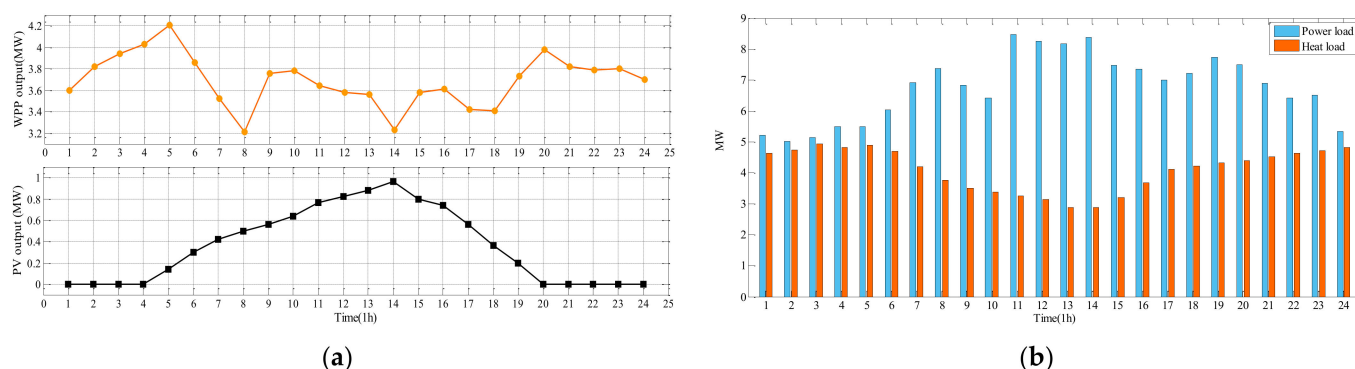 WPP output(MW)
4.2
4
3.8
3.6
3.4
3.2
0 1 2 3 4 5 6 7 8 9 10 11 12 13 14 15 16 17 18 19 20 21 22 23 24 25
PV output (MW)
1
0.8
0.6
0.4
0.2
0
0 1 2 3 4 5 6 7 8 9 10 11 12 13 14 15 16 17 18 19 20 21 22 23 24 25
Time(1h)
(a)
MW
9
8
7
6
5
4
3
2
1
0
Power load
Heat load
1 2 3 4 5 6 7 8 9 10 11 12 13 14 15 16 17 18 19 20 21 22 23 24
Time(1h)
(b)